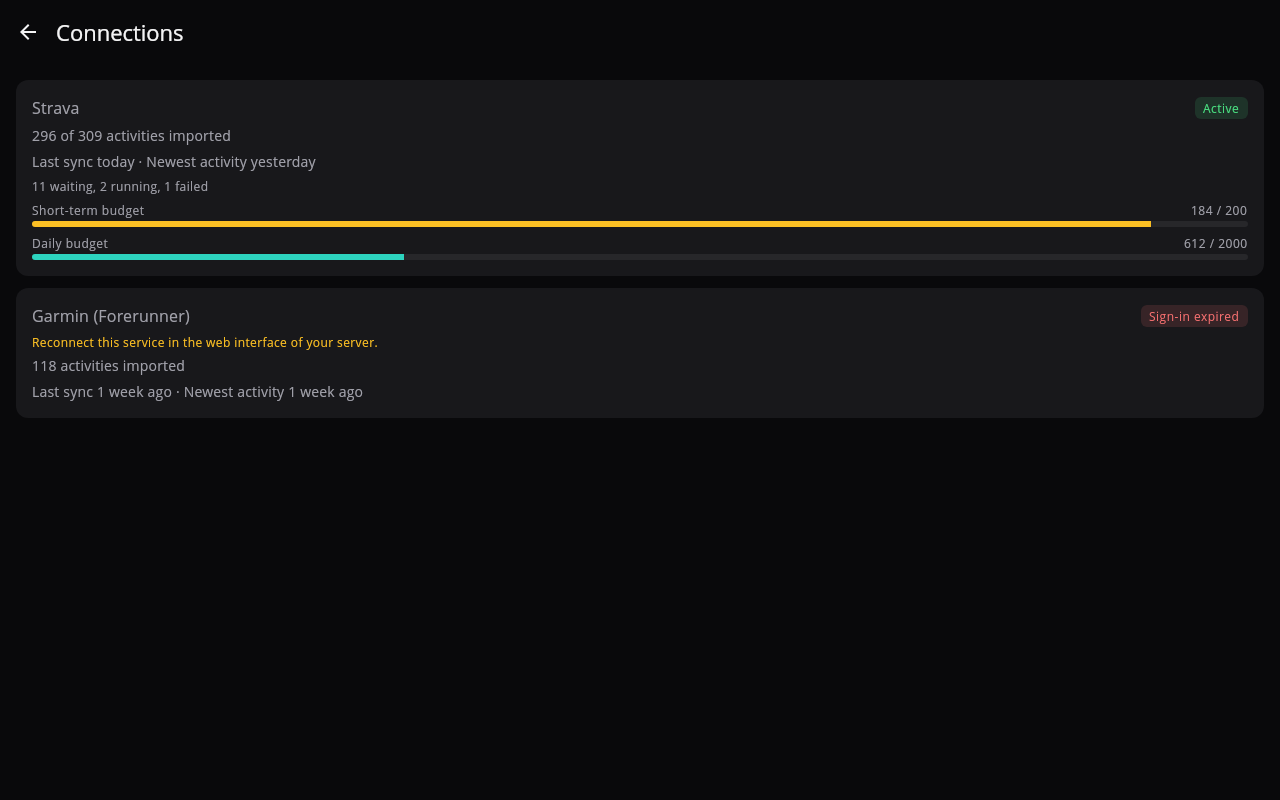 Connections
Strava
Active
296 of 309 activities imported
Last sync today · Newest activity yesterday
11 waiting, 2 running, 1 failed
Short-term budget
184 / 200
Daily budget
612 / 2000
Garmin (Forerunner)
Sign-in expired
Reconnect this service in the web interface of your server.
118 activities imported
Last sync 1 week ago · Newest activity 1 week ago